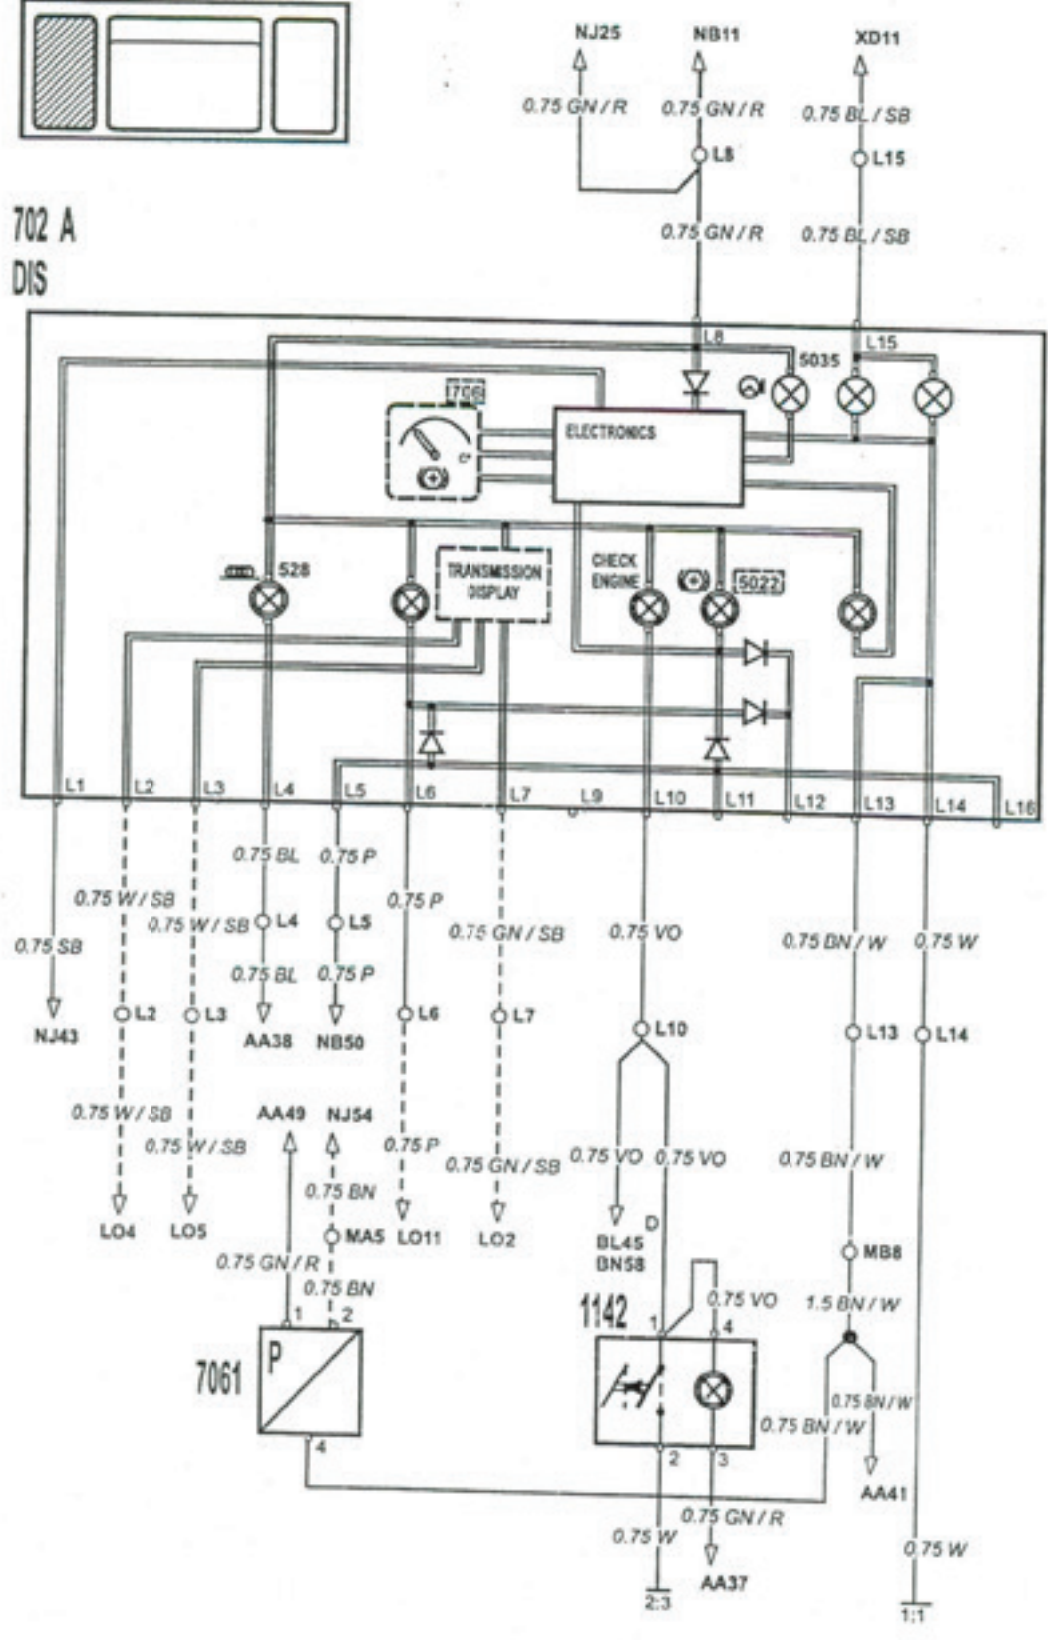 NJ25
NB11
XD11
0.75 GN / R
0.75 GN / R
0.75 BL / SB
L8
L15
702 A
DIS
0.75 GN / R
0.75 BL / SB
L8
L15
5035
706
ELECTRONICS
C°
528
TRANSMISSION
DISPLAY
CHECK
ENGINE
5022
L1
L2
L3
L4
L5
L6
L7
L9
L10
L11
L12
L13
L14
L16
0.75 BL
0.75 P
0.75 W / SB
0.75 P
0.75 W / SB
L4
L5
0.75 GN / SB
0.75 VO
0.75 BN / W
0.75 W
0.75 SB
0.75 BL
0.75 P
NJ43
L2
L3
AA38
NB50
L6
L7
L10
L13
L14
0.75 W / SB
AA49
NJ54
0.75 W / SB
0.75 P
0.75 GN / SB
0.75 VO
0.75 VO
0.75 BN / W
0.75 BN
LO4
LO5
MA5
LO11
LO2
BL45
BN58
D
MB8
0.75 GN / R
0.75 BN
0.75 VO
1.5 BN / W
1142
1
2
1
4
7061
P
0.75 BN / W
0.75 BN / W
4
2
3
AA41
0.75 GN / R
0.75 W
0.75 W
AA37
2:3
1:1